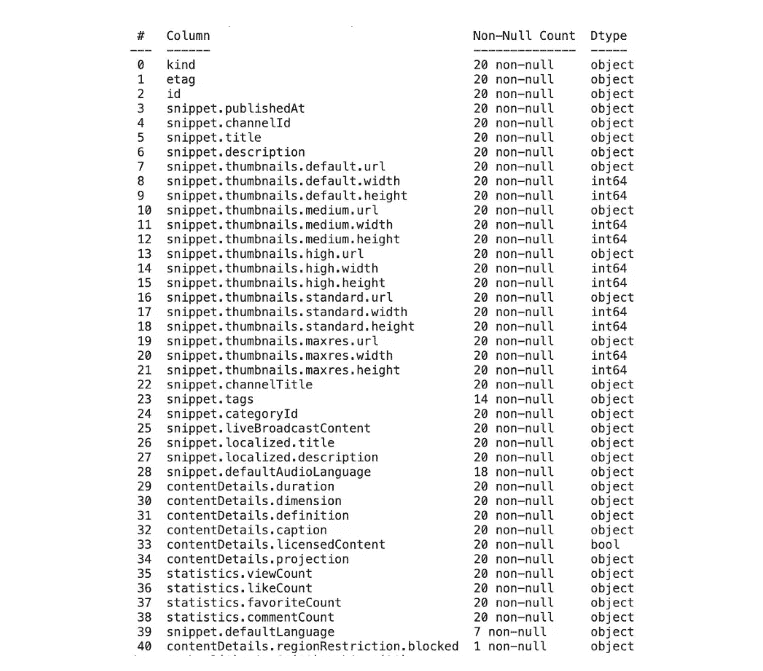 #   Column   Non-Null Count  Dtype
---  ------   --------------  -----
0   kind   20 non-null   object
1   etag   20 non-null   object
2   id   20 non-null   object
3   snippet.publishedAt   20 non-null   object
4   snippet.channelId   20 non-null   object
5   snippet.title   20 non-null   object
6   snippet.description   20 non-null   object
7   snippet.thumbnails.default.url   20 non-null   object
8   snippet.thumbnails.default.width   20 non-null   int64
9   snippet.thumbnails.default.height   20 non-null   int64
10  snippet.thumbnails.medium.url   20 non-null   object
11  snippet.thumbnails.medium.width   20 non-null   int64
12  snippet.thumbnails.medium.height   20 non-null   int64
13  snippet.thumbnails.high.url   20 non-null   object
14  snippet.thumbnails.high.width   20 non-null   int64
15  snippet.thumbnails.high.height   20 non-null   int64
16  snippet.thumbnails.standard.url   20 non-null   object
17  snippet.thumbnails.standard.width   20 non-null   int64
18  snippet.thumbnails.standard.height   20 non-null   int64
19  snippet.thumbnails.maxres.url   20 non-null   object
20  snippet.thumbnails.maxres.width   20 non-null   int64
21  snippet.thumbnails.maxres.height   20 non-null   int64
22  snippet.channelTitle   20 non-null   object
23  snippet.tags   14 non-null   object
24  snippet.categoryId   20 non-null   object
25  snippet.liveBroadcastContent   20 non-null   object
26  snippet.localized.title   20 non-null   object
27  snippet.localized.description   20 non-null   object
28  snippet.defaultAudioLanguage   18 non-null   object
29  contentDetails.duration   20 non-null   object
30  contentDetails.dimension   20 non-null   object
31  contentDetails.definition   20 non-null   object
32  contentDetails.caption   20 non-null   object
33  contentDetails.licensedContent   20 non-null   bool
34  contentDetails.projection   20 non-null   object
35  statistics.viewCount   20 non-null   object
36  statistics.likeCount   20 non-null   object
37  statistics.favoriteCount   20 non-null   object
38  statistics.commentCount   20 non-null   object
39  snippet.defaultLanguage   7 non-null   object
40  contentDetails.regionRestriction.blocked  1 non-null   object